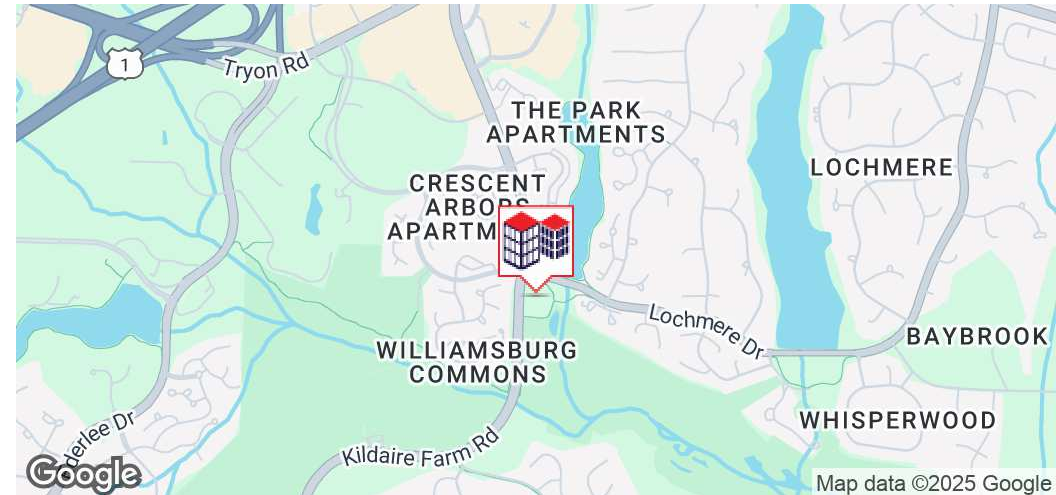 1
Tryon Rd
THE PARK
APARTMENTS
LOCHMERE
CRESCENT
ARBORS
Lochmere Dr
BAYBROOK
WILLIAMSBURG
COMMONS
WHISPERWOOD
Kildaire Farm Rd
Google
Map data ©2025 Google